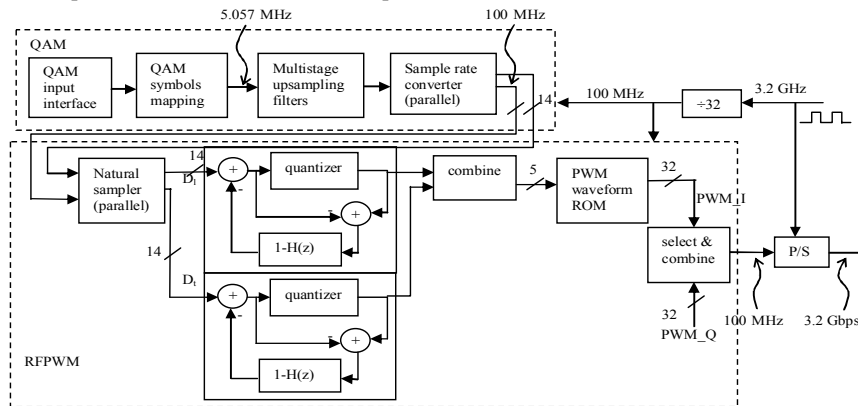 5.057 MHz
100 MHz
QAM
QAM
input
interface
QAM
symbols
mapping
Multistage
upsampling
filters
Sample rate
converter
(parallel)
14
100 MHz
÷32
3.2 GHz
Natural
sampler
(parallel)
14
D
+
-
quantizer
-
+
1-H(z)
combine
5
PWM
waveform
ROM
32
PWM_I
select &
combine
P/S
14
D
+
-
quantizer
-
+
1-H(z)
32
PWM_Q
100 MHz
3.2 Gbps
RFPWM